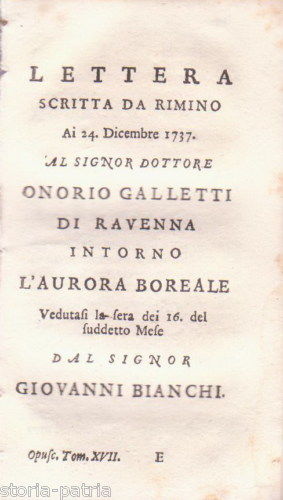 LETTERA
SCRITTA DA RIMINO
Ai 24. Dicembre 1737.
AL SIGNOR DOTTORE
ONORIO GALLETTI
DI RAVENNA
INTORNO
L'AURORA BOREALE
Vedutaſi la ſera dei 16. del
ſuddetto Meſe
DAL SIGNOR
GIOVANNI BIANCHI.
Opuſc. Tom. XVII. E
storia-patria